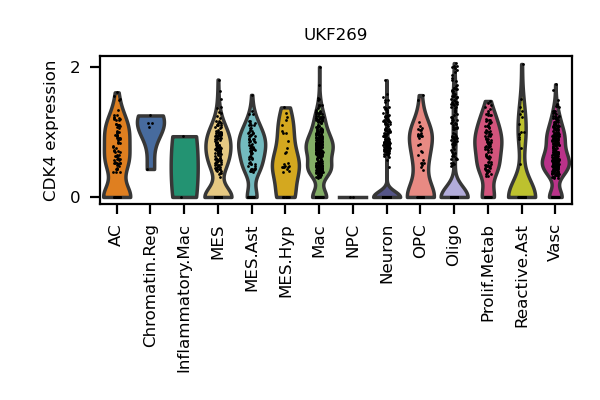 UKF269
CDK4 expression
2
0
AC
Chromatin.Reg
Inflammatory.Mac
MES
MES.Ast
MES.Hyp
Mac
NPC
Neuron
OPC
Oligo
Prolif.Metab
Reactive.Ast
Vasc